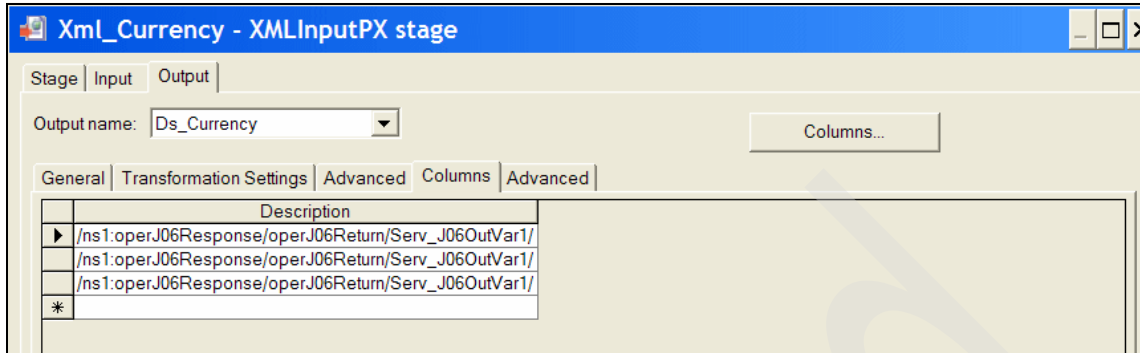 Xml_Currency - XMLInputPX stage
Stage Input Output
Output name: Ds_Currency Columns...
General Transformation Settings Advanced Columns Advanced
Description
/ns1:operJ06Response/operJ06Return/Serv_J06OutVar1/
/ns1:operJ06Response/operJ06Return/Serv_J06OutVar1/
/ns1:operJ06Response/operJ06Return/Serv_J06OutVar1/